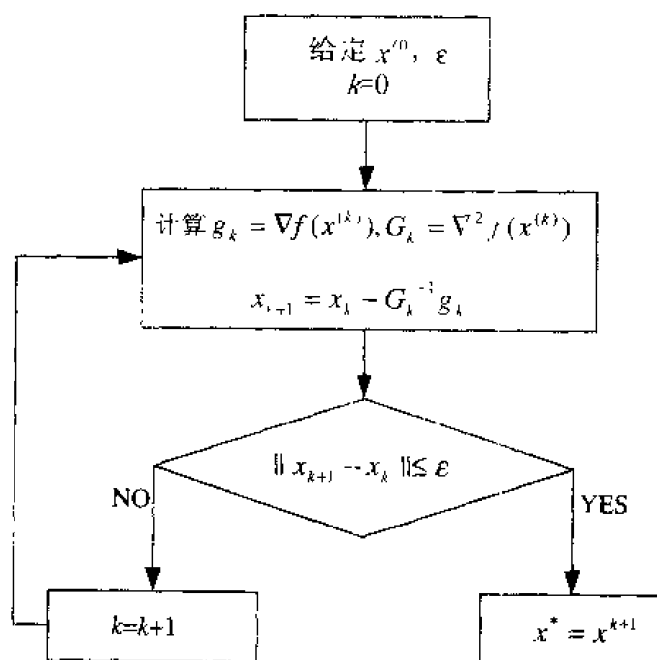 给定 x⁰, ε
k=0
计算 g_k = ∇f(x^(k)), G_k = ∇²f(x^(k))
x_{k+1} = x_k − G_k^{-1} g_k
‖ x_{k+1} − x_k ‖≤ ε
NO
YES
k=k+1
x^* = x^{k+1}